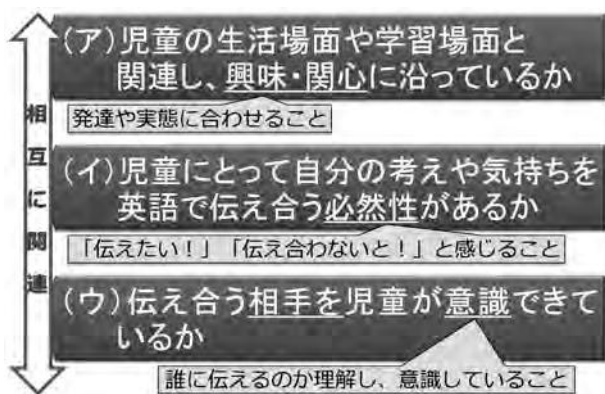 相互に関連
(ア)児童の生活場面や学習場面と
関連し、興味・関心に沿っているか
発達や実態に合わせること
(イ)児童にとって自分の考えや気持ちを
英語で伝え合う必然性があるか
「伝えたい!」「伝え合わないと!」と感じること
(ウ)伝え合う相手を児童が意識できて
いるか
誰に伝えるのか理解し、意識していること